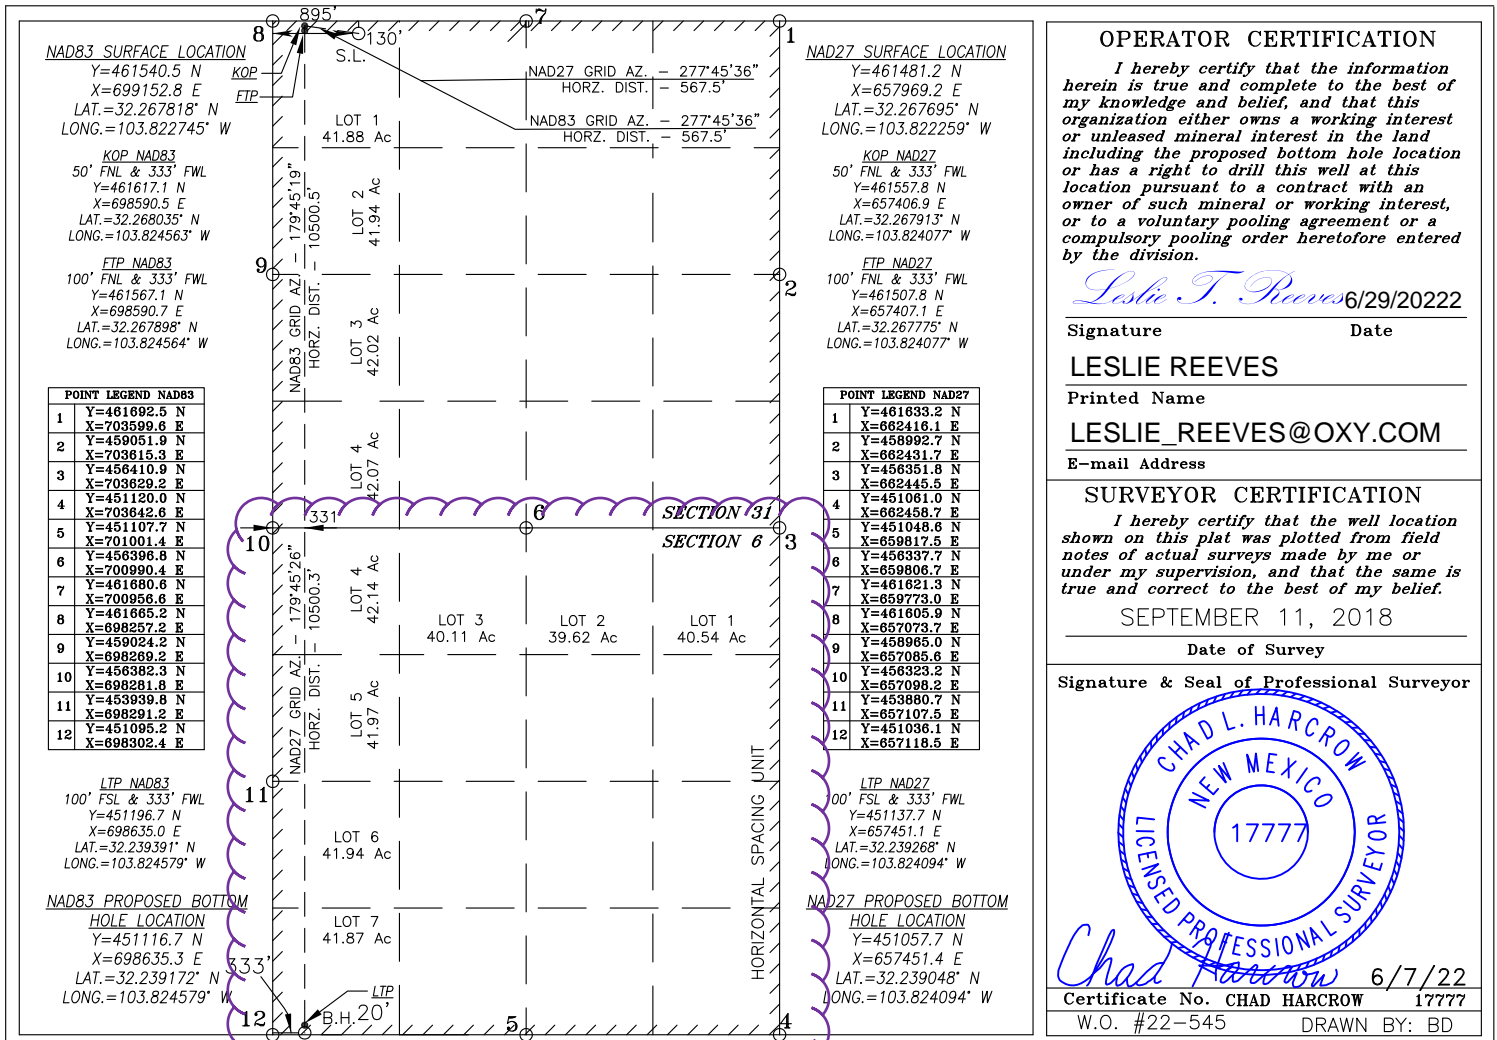 895'
8
7
1
130'
S.L.
KOP
FTP
NAD83 SURFACE LOCATION
Y=461540.5 N
X=699152.8 E
LAT.=32.267818° N
LONG.=103.822745° W
KOP NAD83
50' FNL & 333' FWL
Y=461617.1 N
X=698590.5 E
LAT.=32.268035° N
LONG.=103.824563° W
FTP NAD83
100' FNL & 333' FWL
Y=461567.1 N
X=698590.7 E
LAT.=32.267898° N
LONG.=103.824564° W
POINT LEGEND NAD83
1 Y=461692.5 N
X=703599.6 E
2 Y=459051.9 N
X=703615.3 E
3 Y=456410.9 N
X=703629.2 E
4 Y=451120.0 N
X=703642.6 E
5 Y=451107.7 N
X=701001.4 E
6 Y=456396.8 N
X=700990.4 E
7 Y=461680.6 N
X=700956.6 E
8 Y=461665.2 N
X=698257.2 E
9 Y=459024.2 N
X=698269.2 E
10 Y=456382.3 N
X=698281.8 E
11 Y=453939.8 N
X=698291.2 E
12 Y=451095.2 N
X=698302.4 E
LTP NAD83
100' FSL & 333' FWL
Y=451196.7 N
X=698635.0 E
LAT.=32.239391° N
LONG.=103.824579° W
NAD83 PROPOSED BOTTOM
HOLE LOCATION
Y=451116.7 N
X=698635.3 E
LAT.=32.239172° N
LONG.=103.824579° W
NAD27 GRID AZ. - 277°45'36"
HORZ. DIST. - 567.5'
NAD83 GRID AZ. - 277°45'36"
HORZ. DIST. - 567.5'
LOT 1
41.88 Ac
LOT 2
41.94 Ac
NAD83 GRID AZ. - 179°45'19"
HORZ. DIST. - 10500.5'
9
2
LOT 3
42.02 Ac
LOT 4
42.07 Ac
331
6
SECTION 31
10
SECTION 6
3
NAD27 GRID AZ. - 179°45'26"
HORZ. DIST. - 10500.3'
LOT 4
42.14 Ac
LOT 3
40.11 Ac
LOT 2
39.62 Ac
LOT 1
40.54 Ac
LOT 5
41.97 Ac
11
LOT 6
41.94 Ac
HORIZONTAL SPACING UNIT
LOT 7
41.87 Ac
333'
LTP
B.H.
20'
12
5
4
NAD27 SURFACE LOCATION
Y=461481.2 N
X=657969.2 E
LAT.=32.267695° N
LONG.=103.822259° W
KOP NAD27
50' FNL & 333' FWL
Y=461557.8 N
X=657406.9 E
LAT.=32.267913° N
LONG.=103.824077° W
FTP NAD27
100' FNL & 333' FWL
Y=461507.8 N
X=657407.1 E
LAT.=32.267775° N
LONG.=103.824077° W
POINT LEGEND NAD27
1 Y=461633.2 N
X=662416.1 E
2 Y=458992.7 N
X=662431.7 E
3 Y=456351.8 N
X=662445.5 E
4 Y=451061.0 N
X=662458.7 E
5 Y=451048.6 N
X=659817.5 E
6 Y=456337.7 N
X=659806.7 E
7 Y=461621.3 N
X=659773.0 E
8 Y=461605.9 N
X=657073.7 E
9 Y=458965.0 N
X=657085.6 E
10 Y=456323.2 N
X=657098.2 E
11 Y=453880.7 N
X=657107.5 E
12 Y=451036.1 N
X=657118.5 E
LTP NAD27
100' FSL & 333' FWL
Y=451137.7 N
X=657451.1 E
LAT.=32.239268° N
LONG.=103.824094° W
NAD27 PROPOSED BOTTOM
HOLE LOCATION
Y=451057.7 N
X=657451.4 E
LAT.=32.239048° N
LONG.=103.824094° W
OPERATOR CERTIFICATION
I hereby certify that the information
herein is true and complete to the best of
my knowledge and belief, and that this
organization either owns a working interest
or unleased mineral interest in the land
including the proposed bottom hole location
or has a right to drill this well at this
location pursuant to a contract with an
owner of such mineral or working interest,
or to a voluntary pooling agreement or a
compulsory pooling order heretofore entered
by the division.
Leslie T. Reeves 6/29/20222
Signature Date
LESLIE REEVES
Printed Name
LESLIE_REEVES@OXY.COM
E-mail Address
SURVEYOR CERTIFICATION
I hereby certify that the well location
shown on this plat was plotted from field
notes of actual surveys made by me or
under my supervision, and that the same is
true and correct to the best of my belief.
SEPTEMBER 11, 2018
Date of Survey
Signature & Seal of Professional Surveyor
CHAD L. HARCROW
NEW MEXICO
17777
LICENSED PROFESSIONAL SURVEYOR
Chad Harcrow 6/7/22
Certificate No. CHAD HARCROW 17777
W.O. #22-545 DRAWN BY: BD